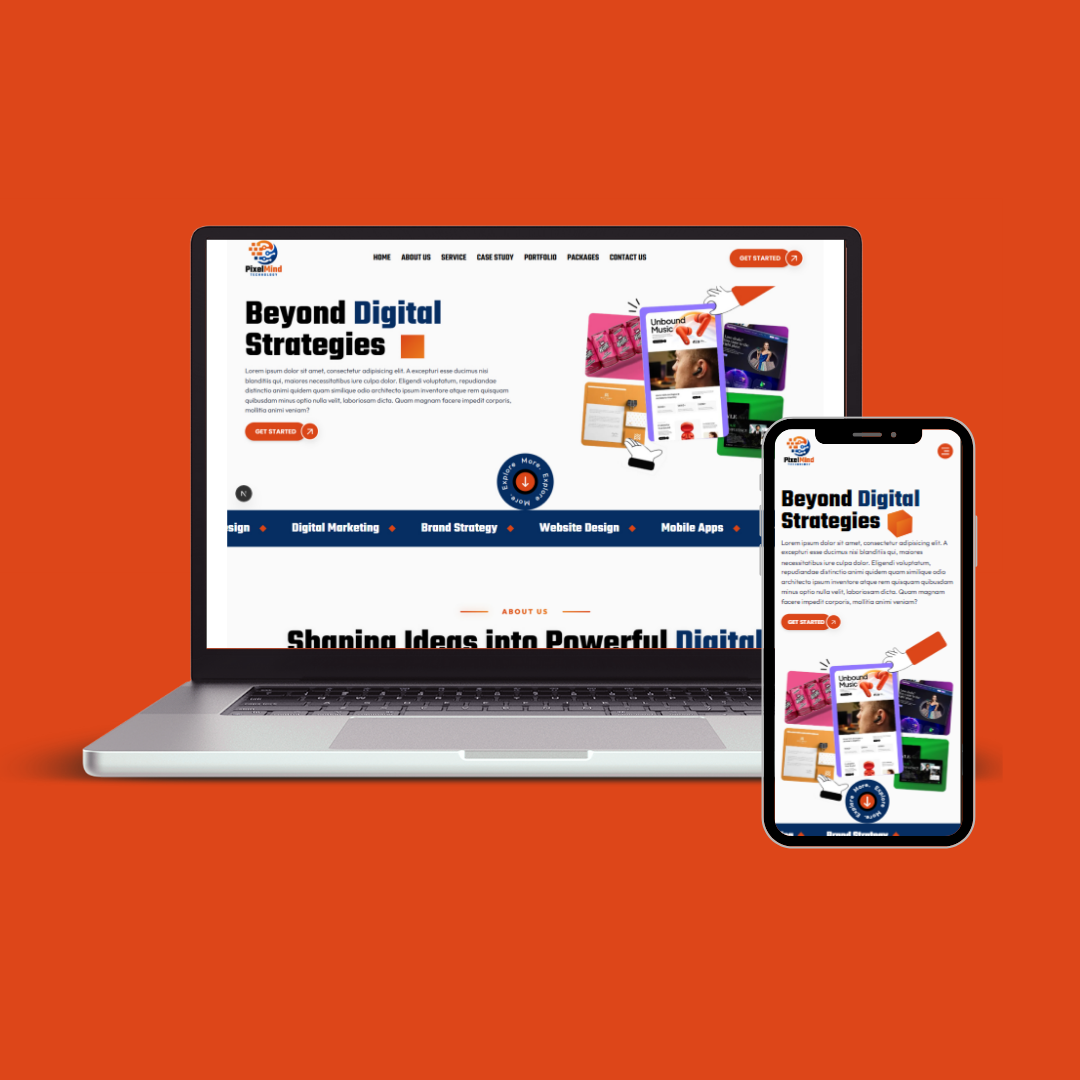 PixelMind
TECHNOLOGY
HOME ABOUT US SERVICE CASE STUDY PORTFOLIO PACKAGES CONTACT US
GET STARTED
Beyond Digital
Strategies
Lorem ipsum dolor sit amet, consectetur adipisicing elit. A excepturi esse ducimus nisi
blanditiis qui, maiores necessitatibus iure culpa dolor. Eligendi voluptatum, repudiandae
distinctio animi quidem quam similique odio architecto ipsum inventore atque rem quisquam
minus optio nulla velit, laboriosam dicta. Quam magnam facere impedit corporis,
mollitia animi veniam?
GET STARTED
Unbound
Music
Explore More. Explore More.
N
esign Digital Marketing Brand Strategy Website Design Mobile Apps
ABOUT US
Shaping Ideas into Powerful Digital
PixelMind
TECHNOLOGY
Beyond Digital
Strategies
Lorem ipsum dolor sit amet, consectetur adipisicing elit. A
excepturi esse ducimus nisi blanditiis qui, maiores
necessitatibus iure culpa dolor. Eligendi voluptatum,
repudiandae distinctio animi quidem quam similique odio
architecto ipsum inventore atque rem quisquam quibusdam
minus optio nulla velit, laboriosam dicta. Quam magnam
facere impedit corporis, mollitia animi veniam?
GET STARTED
Unbound
Music
Explore More. Explore More.
Brand Strategy